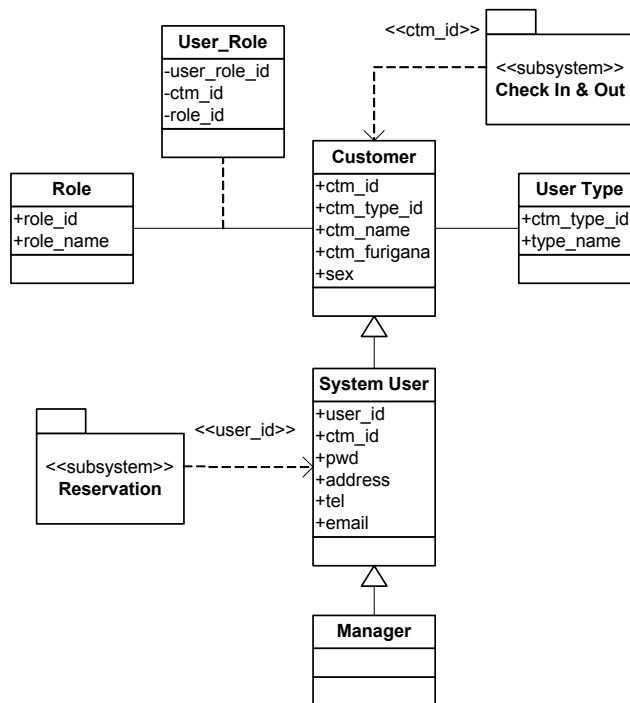 User_Role
-user_role_id
-ctm_id
-role_id
<<ctm_id>>
<<subsystem>>
Check In & Out
Role
+role_id
+role_name
Customer
+ctm_id
+ctm_type_id
+ctm_name
+ctm_furigana
+sex
User Type
+ctm_type_id
+type_name
System User
+user_id
+ctm_id
+pwd
+address
+tel
+email
<<user_id>>
<<subsystem>>
Reservation
Manager